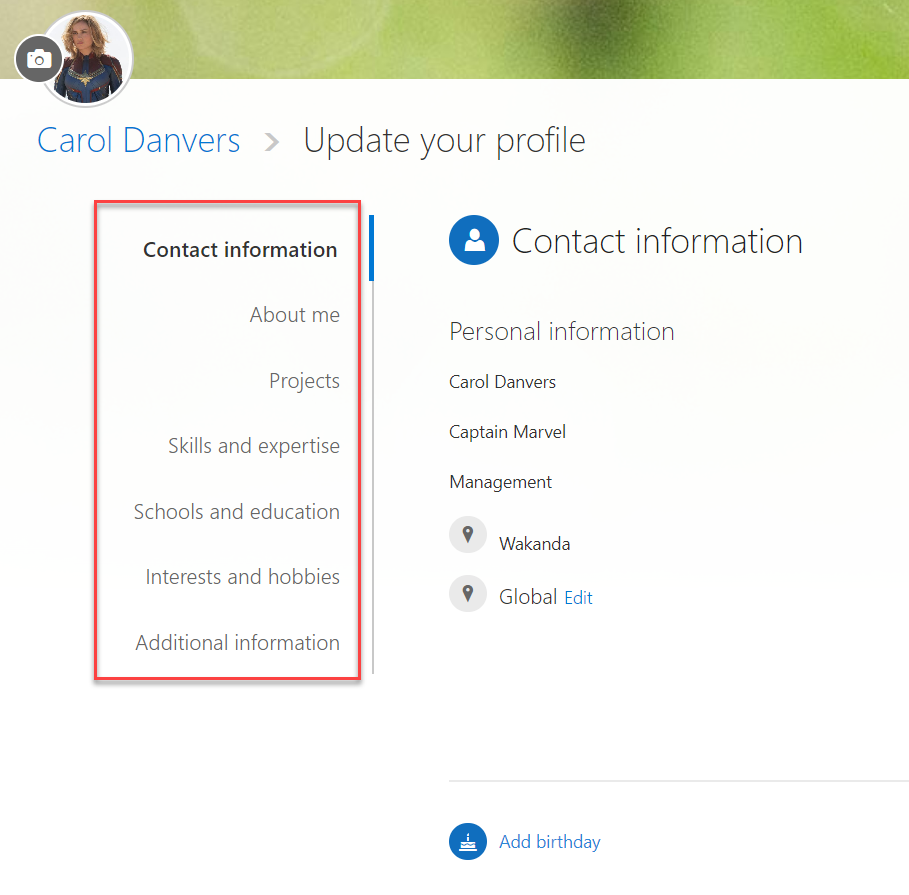 Carol Danvers > Update your profile
Contact information
About me
Projects
Skills and expertise
Schools and education
Interests and hobbies
Additional information
Contact information
Personal information
Carol Danvers
Captain Marvel
Management
Wakanda
Global Edit
Add birthday